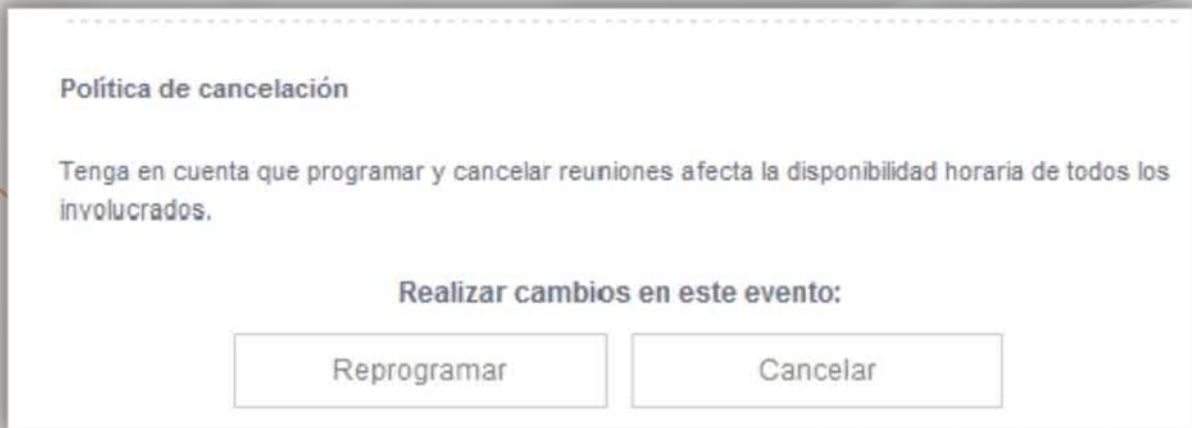 Política de cancelación
Tenga en cuenta que programar y cancelar reuniones afecta la disponibilidad horaria de todos los
involucrados.
Realizar cambios en este evento:
Reprogramar
Cancelar